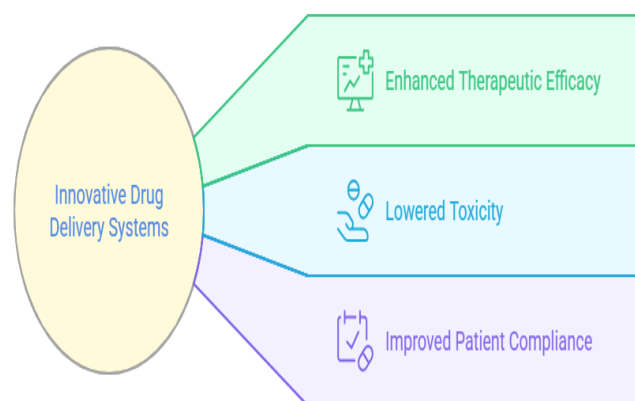 Innovative Drug
Delivery Systems
Enhanced Therapeutic Efficacy
Lowered Toxicity
Improved Patient Compliance